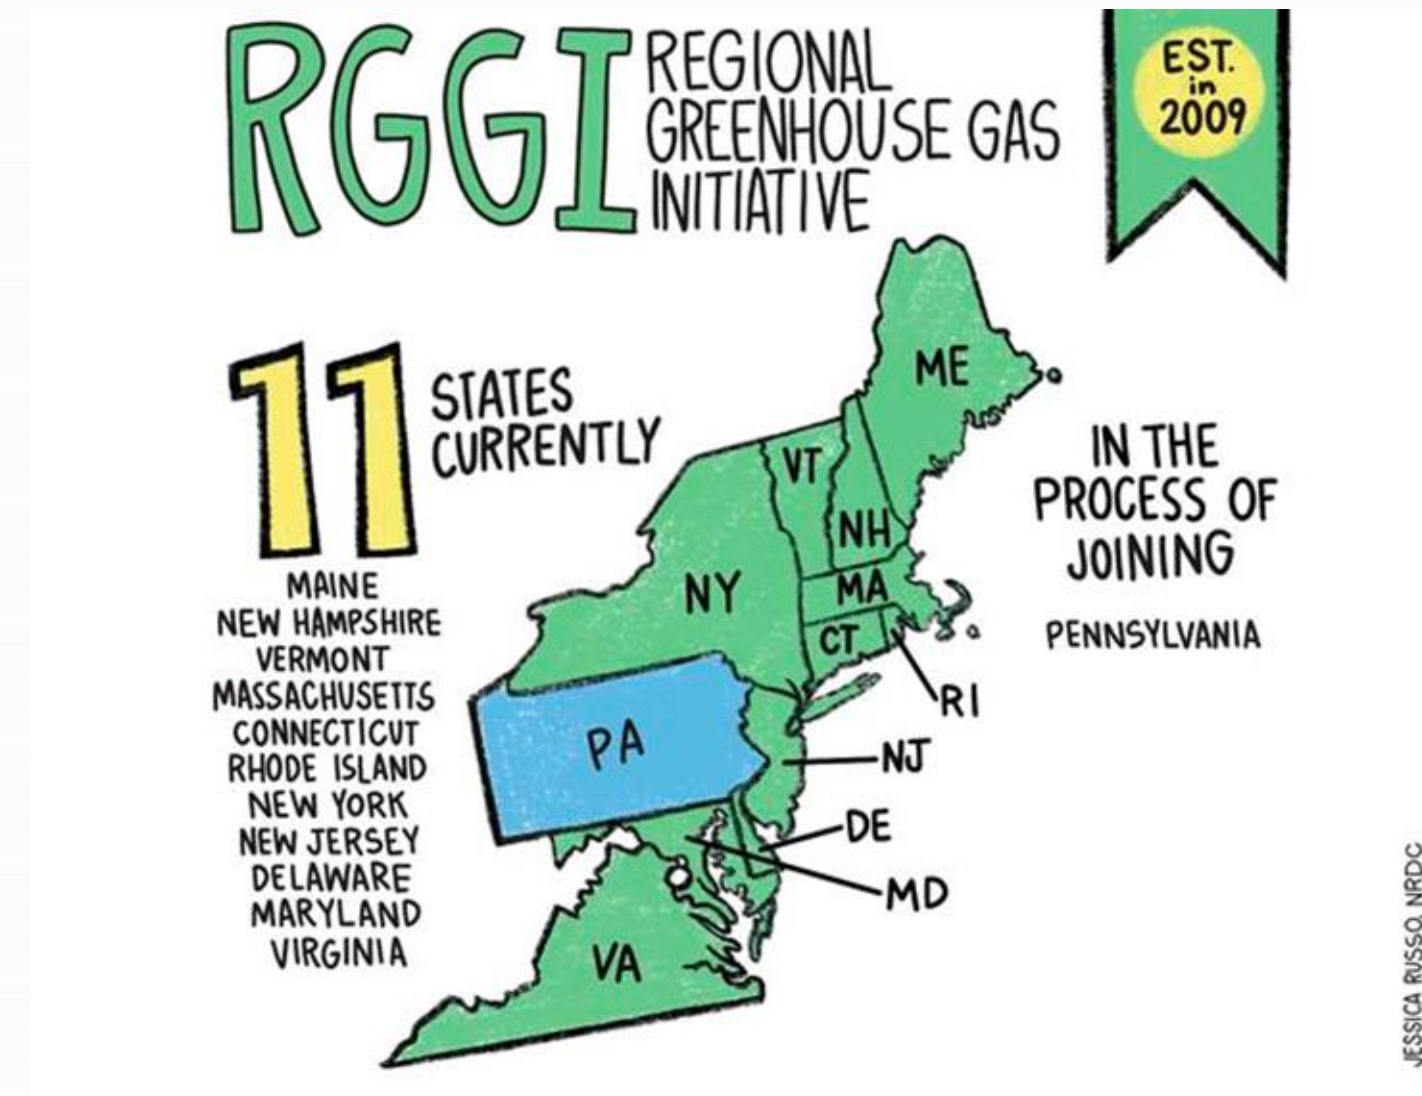 RGGI
REGIONAL
GREENHOUSE GAS
INITIATIVE
EST.
in
2009
11
STATES
CURRENTLY
MAINE
NEW HAMPSHIRE
VERMONT
MASSACHUSETTS
CONNECTICUT
RHODE ISLAND
NEW YORK
NEW JERSEY
DELAWARE
MARYLAND
VIRGINIA
ME
VT
NH
NY
MA
CT
RI
PA
NJ
DE
MD
VA
IN THE
PROCESS OF
JOINING
PENNSYLVANIA
JESSICA RUSSO, NRDC